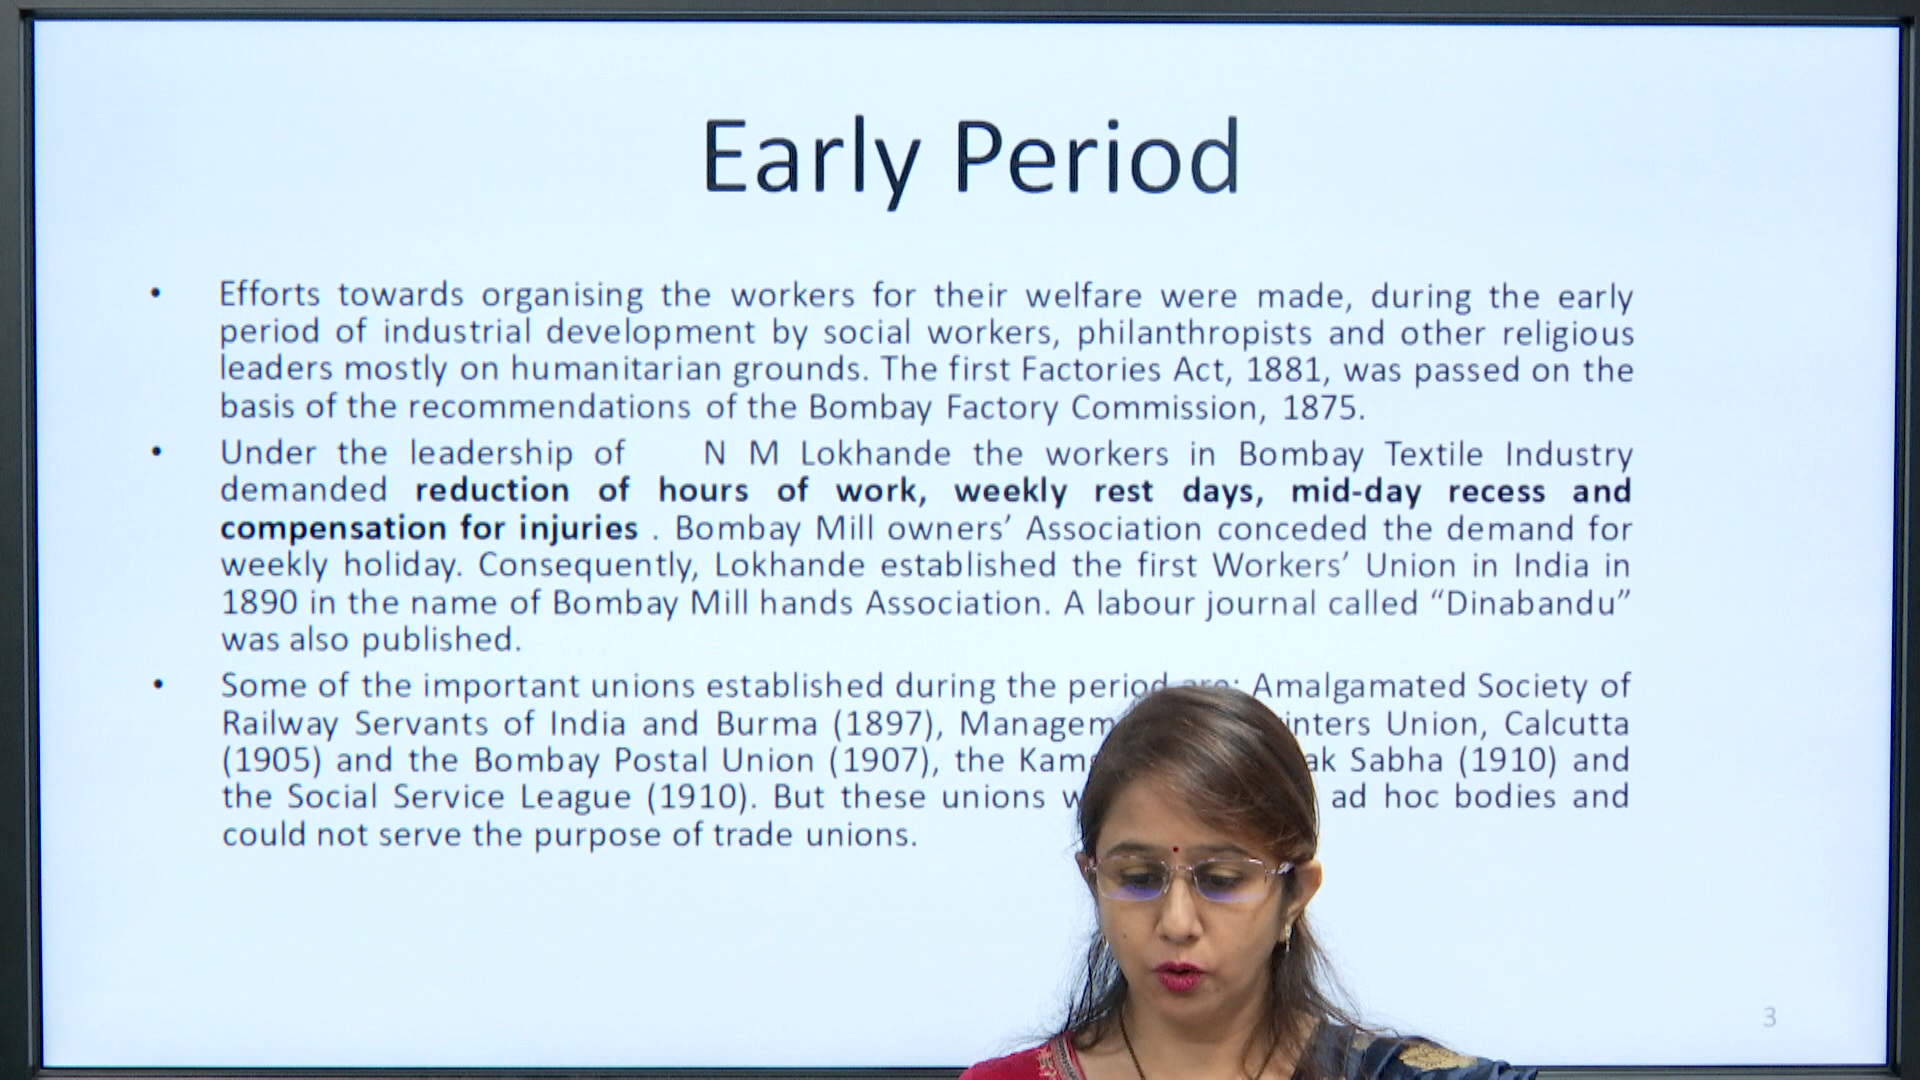 Early Period
• Efforts towards organising the workers for their welfare were made, during the early
period of industrial development by social workers, philanthropists and other religious
leaders mostly on humanitarian grounds. The first Factories Act, 1881, was passed on the
basis of the recommendations of the Bombay Factory Commission, 1875.
• Under the leadership of N M Lokhande the workers in Bombay Textile Industry
demanded reduction of hours of work, weekly rest days, mid-day recess and
compensation for injuries . Bombay Mill owners’ Association conceded the demand for
weekly holiday. Consequently, Lokhande established the first Workers’ Union in India in
1890 in the name of Bombay Mill hands Association. A labour journal called “Dinabandu”
was also published.
• Some of the important unions established during the period are: Amalgamated Society of
Railway Servants of India and Burma (1897), Union, Calcutta
(1905) and the Bombay Postal Union (1907), the Sabha (1910) and
the Social Service League (1910). But these unions ad hoc bodies and
could not serve the purpose of trade unions.
3